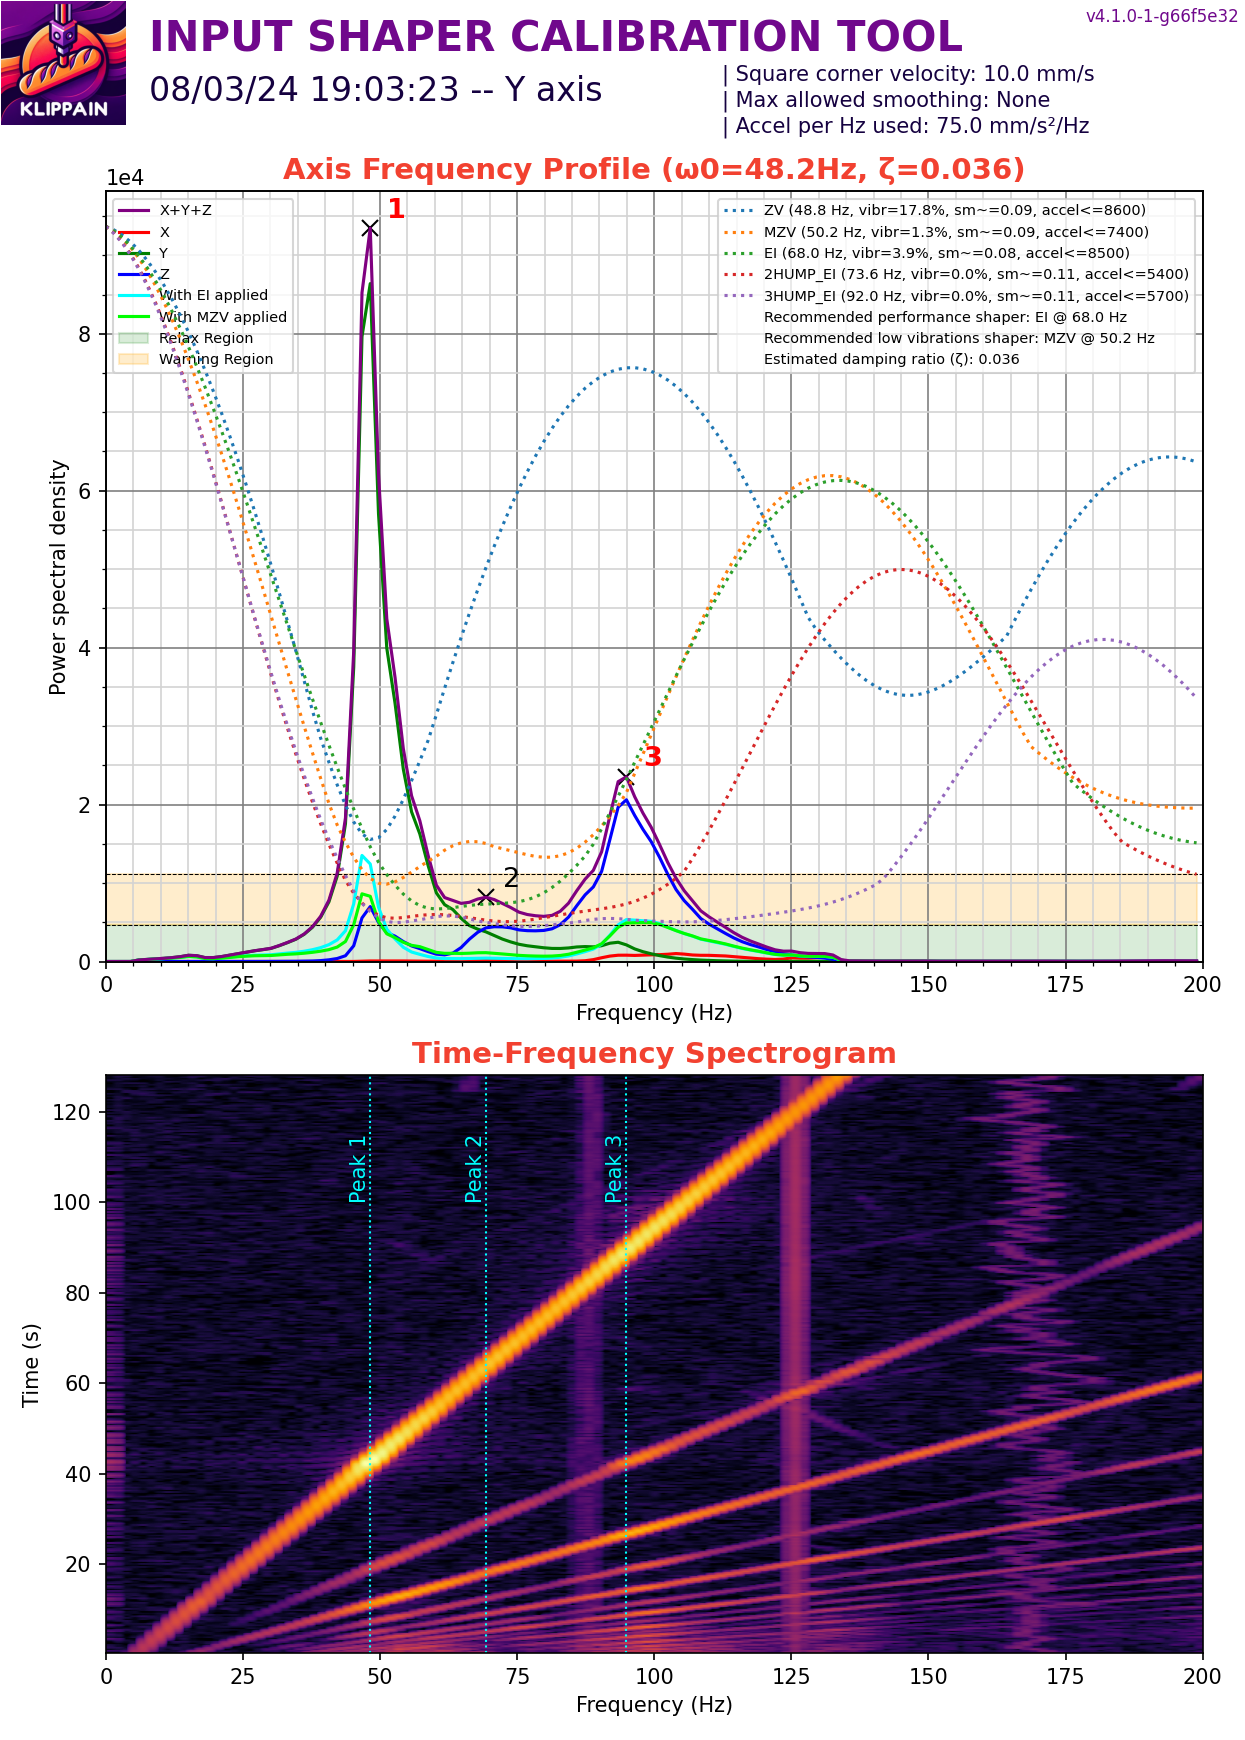 v4.1.0-1-g66f5e32
INPUT SHAPER CALIBRATION TOOL
08/03/24 19:03:23 -- Y axis
| Square corner velocity: 10.0 mm/s
| Max allowed smoothing: None
| Accel per Hz used: 75.0 mm/s²/Hz
KLIPPAIN
Axis Frequency Profile (ω0=48.2Hz, ζ=0.036)
1e4
X+Y+Z
X
Y
Z
With EI applied
With MZV applied
Relax Region
Warning Region
ZV (48.8 Hz, vibr=17.8%, sm~=0.09, accel<=8600)
MZV (50.2 Hz, vibr=1.3%, sm~=0.09, accel<=7400)
EI (68.0 Hz, vibr=3.9%, sm~=0.08, accel<=8500)
2HUMP_EI (73.6 Hz, vibr=0.0%, sm~=0.11, accel<=5400)
3HUMP_EI (92.0 Hz, vibr=0.0%, sm~=0.11, accel<=5700)
Recommended performance shaper: EI @ 68.0 Hz
Recommended low vibrations shaper: MZV @ 50.2 Hz
Estimated damping ratio (ζ): 0.036
1
2
3
Power spectral density
8
6
4
2
0
0 25 50 75 100 125 150 175 200
Frequency (Hz)
Time-Frequency Spectrogram
Peak 1
Peak 2
Peak 3
Time (s)
120
100
80
60
40
20
0 25 50 75 100 125 150 175 200
Frequency (Hz)